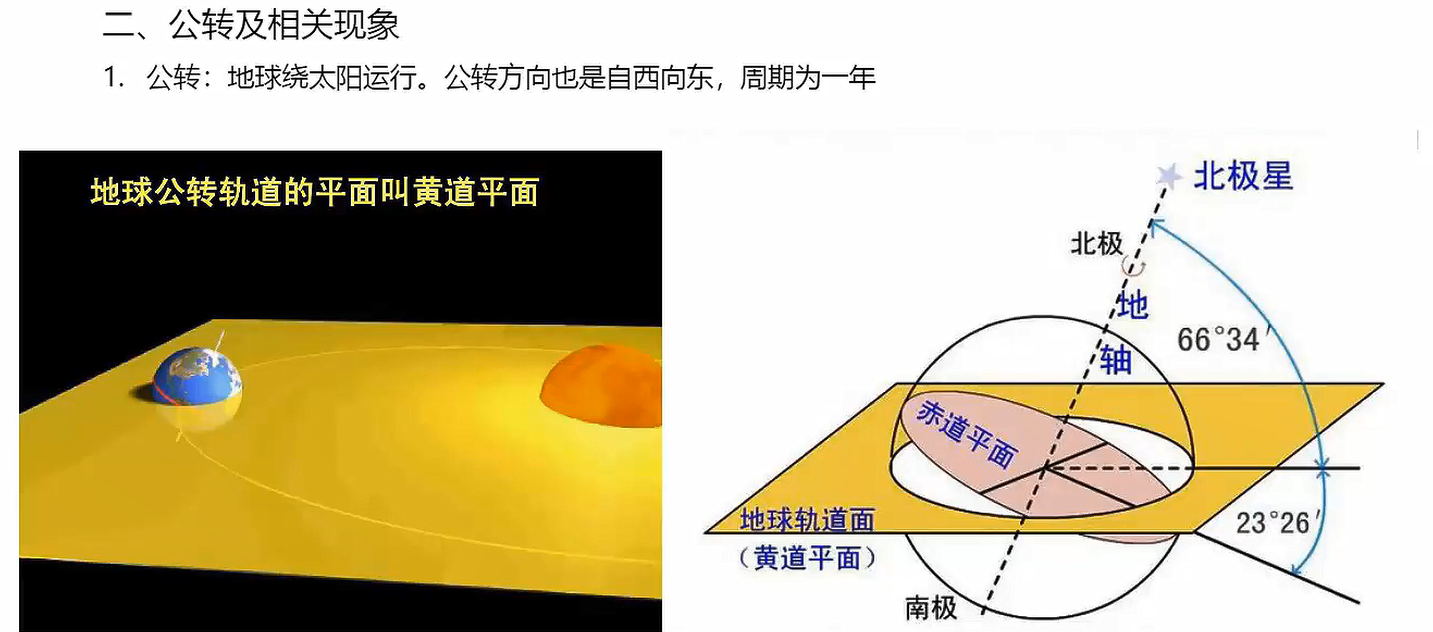 二、公转及相关现象
1. 公转：地球绕太阳运行。公转方向也是自西向东，周期为一年
地球公转轨道的平面叫黄道平面
北极星
北极
地
轴
66°34′
赤道平面
23°26′
地球轨道面
（黄道平面）
南极